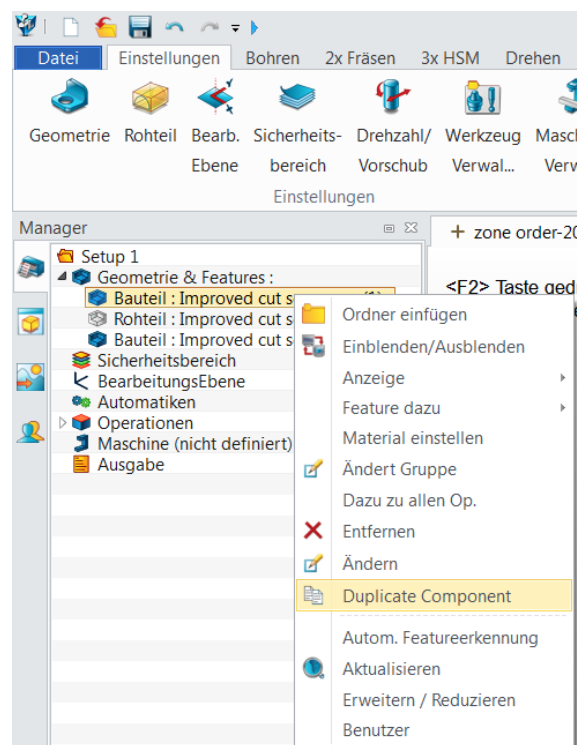 Datei Einstellungen Bohren 2x Fräsen 3x HSM Drehen
Geometrie Rohteil Bearb. Sicherheits- Drehzahl/ Werkzeug Masch
Ebene bereich Vorschub Verwal... Verw
Einstellungen
Manager + zone order-20
Setup 1
Geometrie & Features :
<F2> Taste ged
Bauteil : Improved cut s
Rohteil : Improved cut s
Bauteil : Improved cut s
Sicherheitsbereich
BearbeitungsEbene
Automatiken
Operationen
Maschine (nicht definiert)
Ausgabe
Ordner einfügen
Einblenden/Ausblenden
Anzeige
Feature dazu
Material einstellen
Ändert Gruppe
Dazu zu allen Op.
Entfernen
Ändern
Duplicate Component
Autom. Featureerkennung
Aktualisieren
Erweitern / Reduzieren
Benutzer